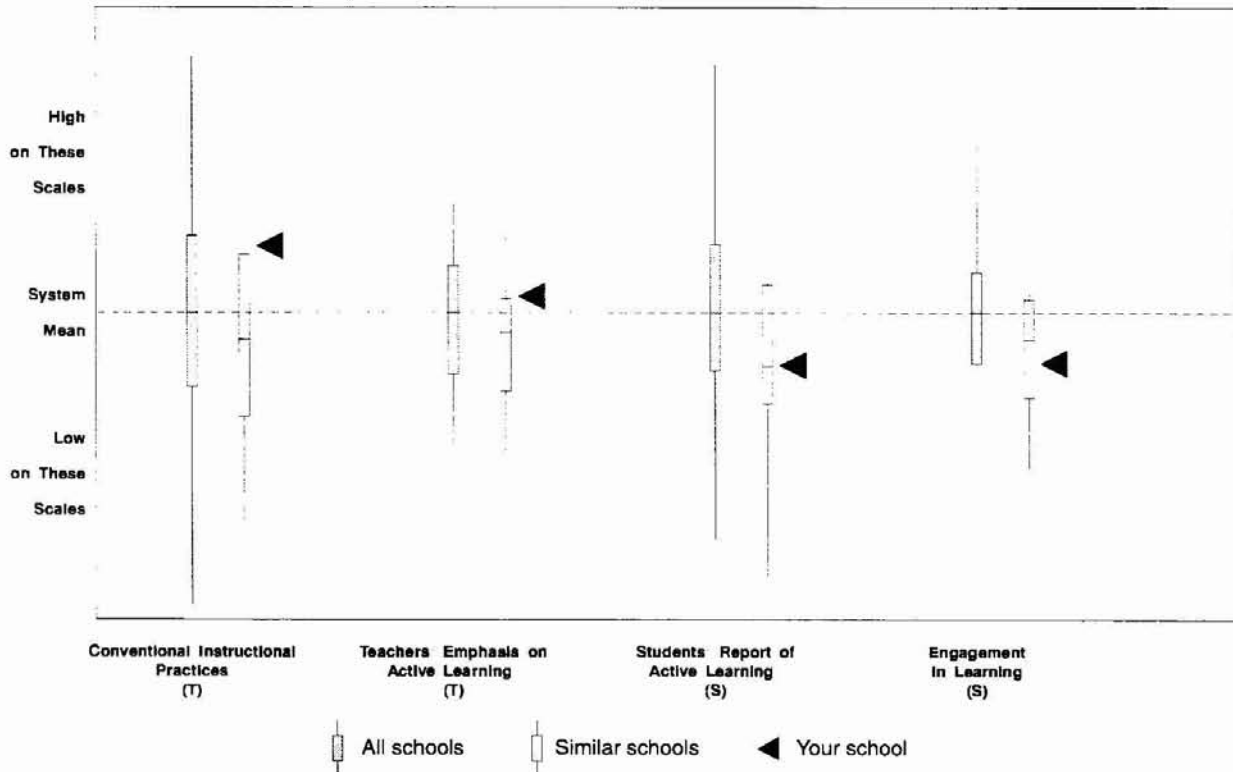 High
on These
Scales
System
Mean
Low
on These
Scales
Conventional Instructional
Practices
(T)
Teachers Emphasis on
Active Learning
(T)
Students Report of
Active Learning
(S)
Engagement
in Learning
(S)
All schools
Similar schools
Your school